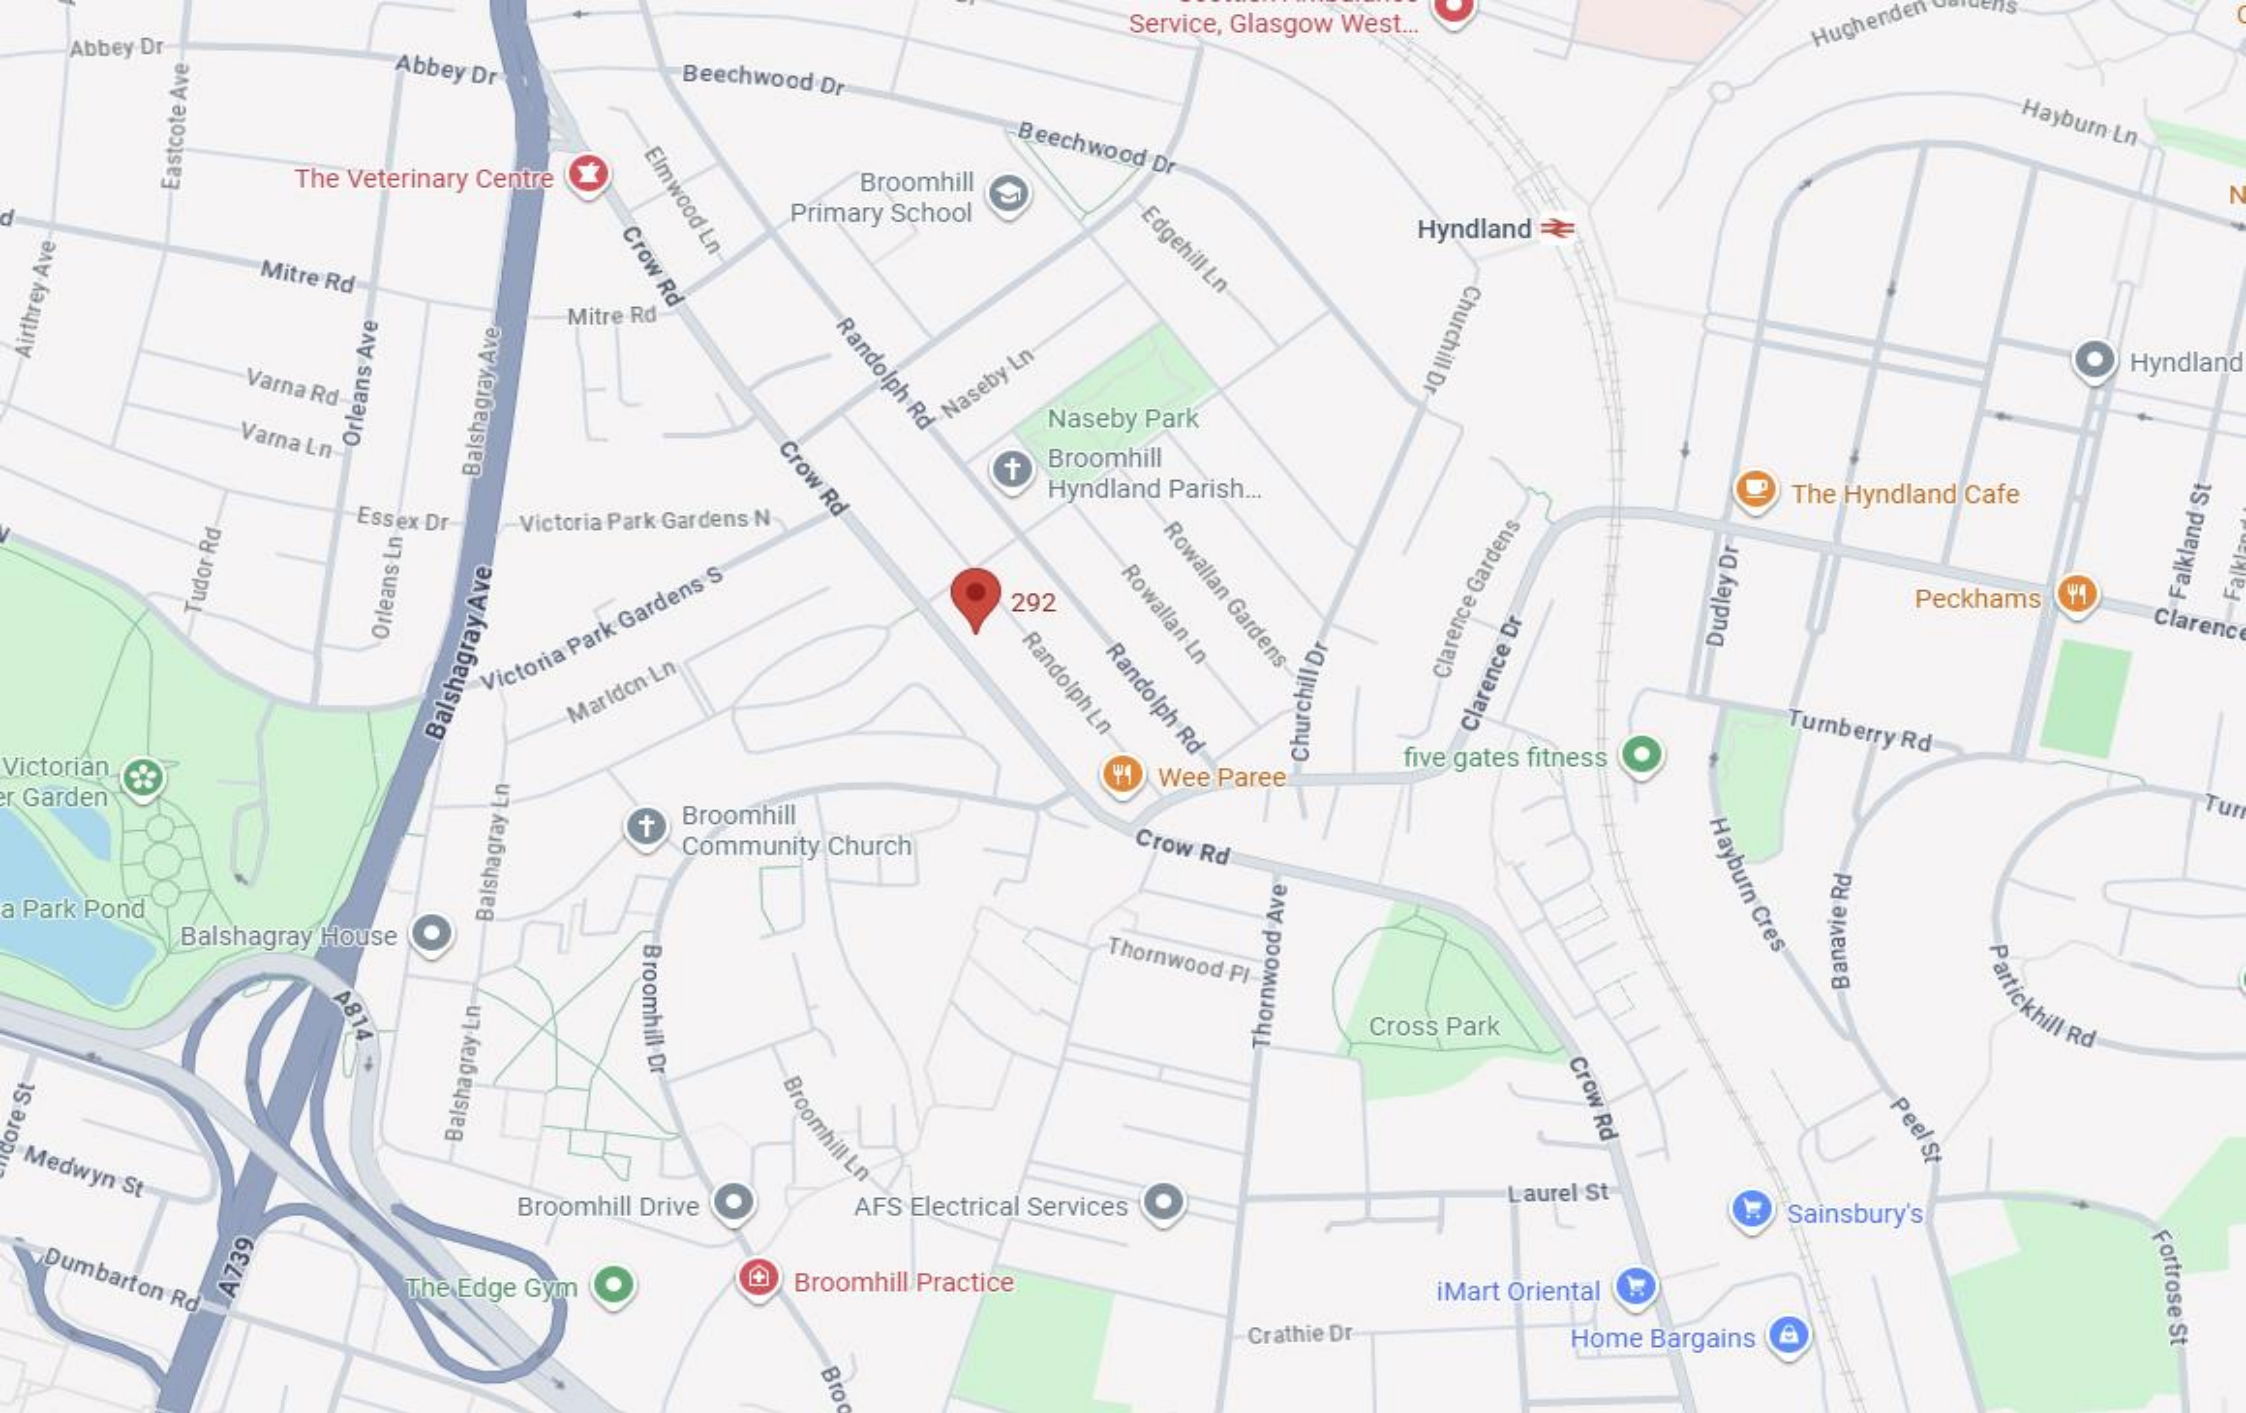 Service, Glasgow West...
Hughenden Gardens
Abbey Dr
Abbey Dr
Beechwood Dr
Hayburn Ln
Eastcote Ave
Beechwood Dr
The Veterinary Centre
Elmwood Ln
Broomhill
Primary School
Edgehill Ln
Hyndland
Crow Rd
Mitre Rd
Mitre Rd
Airthrey Ave
Orleans Ave
Balshagray Ave
Randolph Rd
Naseby Ln
Churchill Dr
Hyndland
Varna Rd
Varna Ln
Naseby Park
Broomhill
Hyndland Parish...
Crow Rd
The Hyndland Cafe
Essex Dr
Victoria Park Gardens N
Tudor Rd
Orleans Ln
Balshagray Ave
Victoria Park Gardens S
292
Rowallan Gardens
Rowallan Ln
Clarence Gardens
Clarence Dr
Dudley Dr
Falkland St
Peckhams
Clarence
Marldcn Ln
Randolph Ln
Randolph Rd
Churchill Dr
Turnberry Rd
five gates fitness
Wee Paree
Victorian
er Garden
Broomhill
Community Church
Crow Rd
Balshagray Ln
Hayburn Cres
Banavie Rd
Turn
a Park Pond
Balshagray House
Broomhill Dr
Thornwood Pl
Thornwood Ave
Partickhill Rd
A814
Cross Park
Balshagray Ln
Broomhill Ln
Crow Rd
Peel St
Medwyn St
Broomhill Drive
AFS Electrical Services
Laurel St
Sainsbury's
Dumbarton Rd
A739
The Edge Gym
Broomhill Practice
iMart Oriental
Fortrose St
Crathie Dr
Home Bargains
Broo